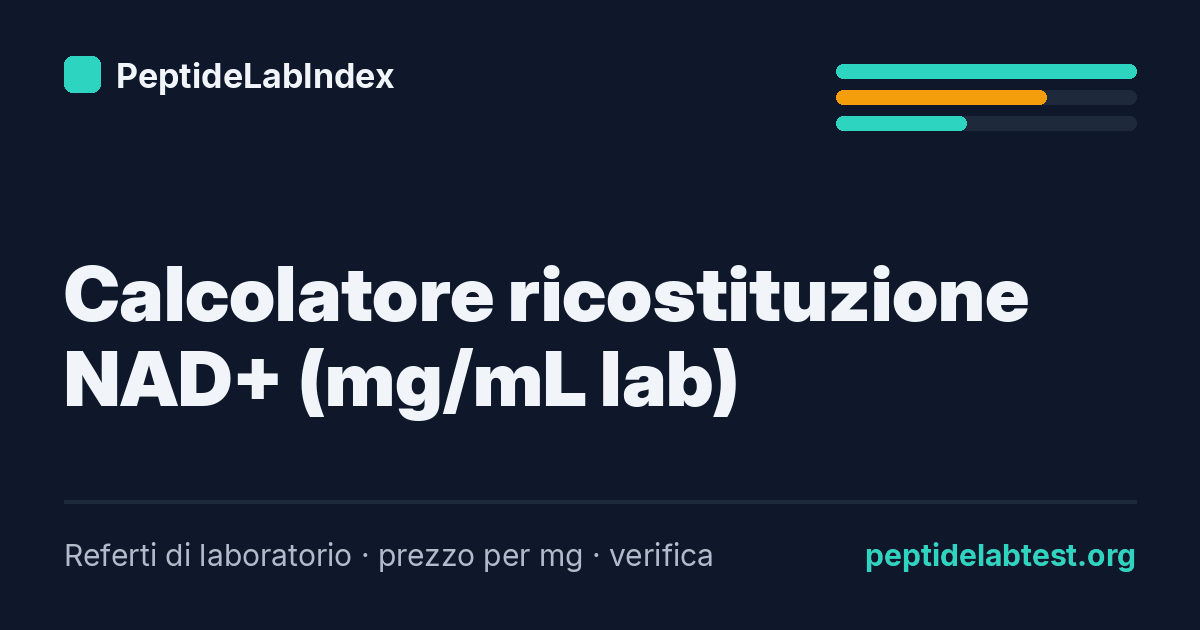 PeptideLabIndex
Calcolatore ricostituzione
NAD+ (mg/mL lab)
Referti di laboratorio · prezzo per mg · verifica
peptidelabtest.org